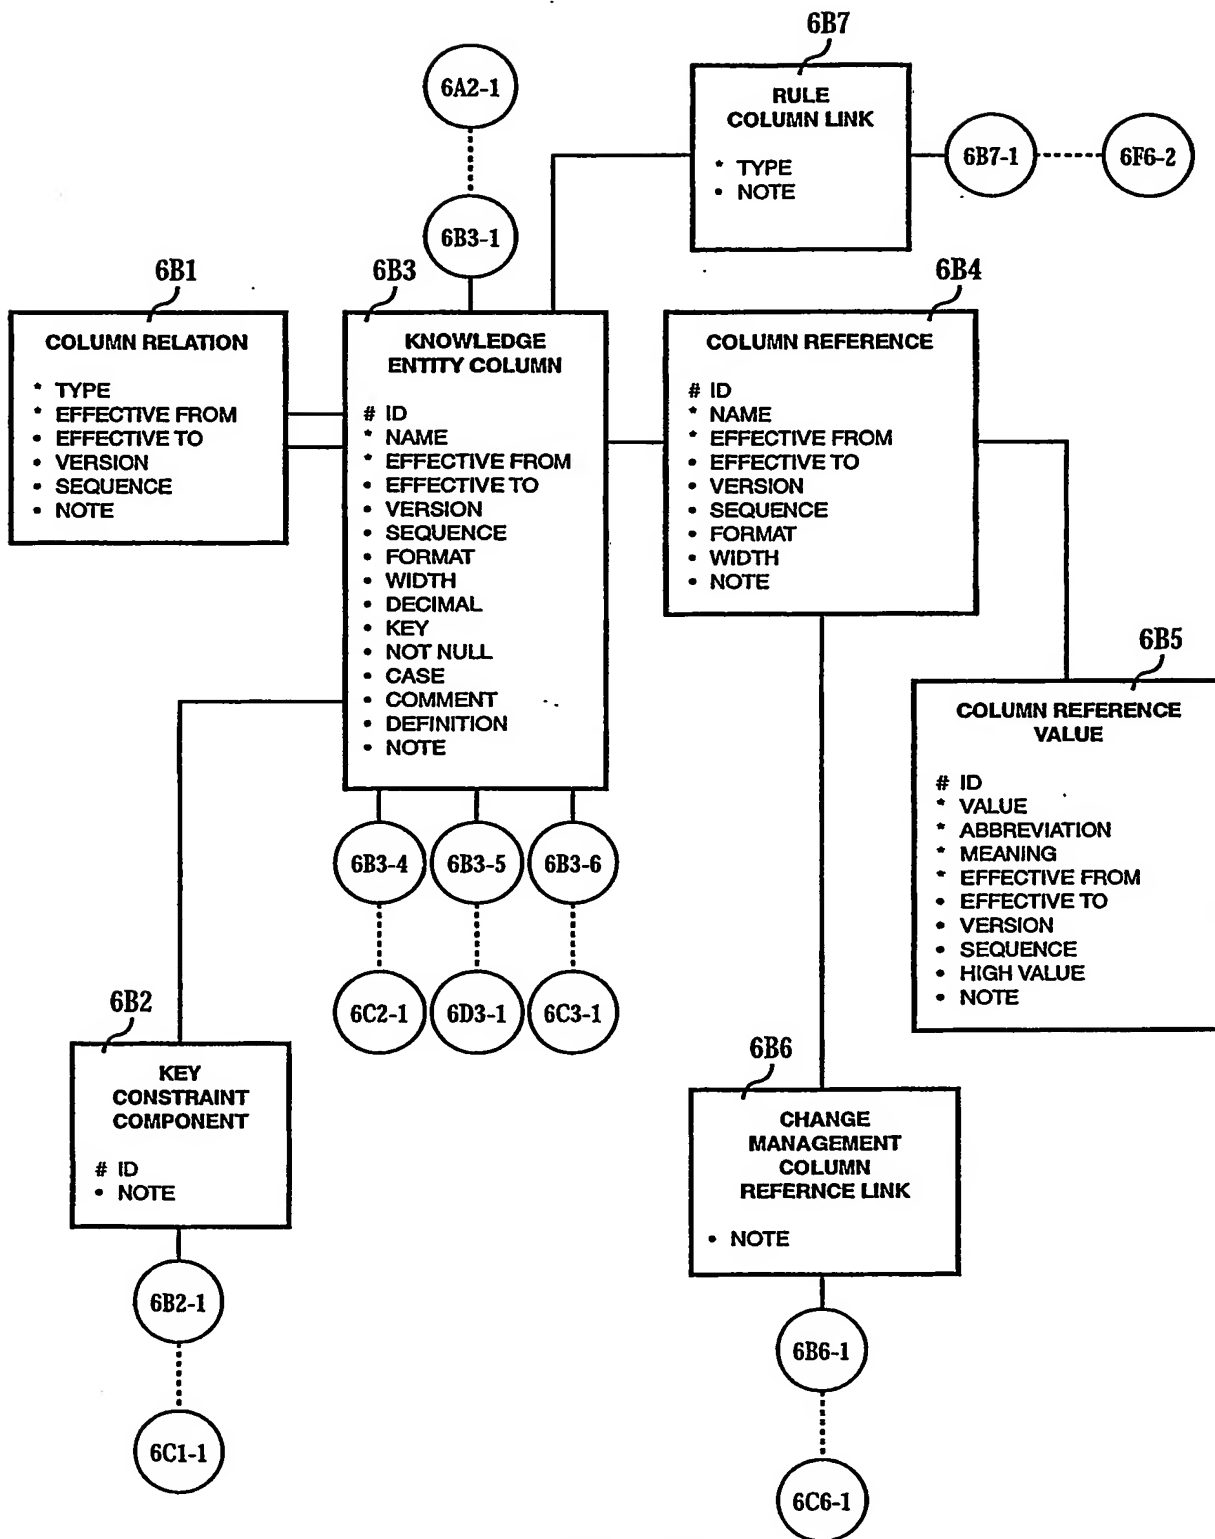 6B7
6A2-1
RULE
COLUMN LINK
* TYPE
• NOTE
6B7-1
6F6-2
6B3-1
6B1
6B3
6B4
COLUMN RELATION
* TYPE
* EFFECTIVE FROM
• EFFECTIVE TO
• VERSION
• SEQUENCE
• NOTE
KNOWLEDGE
ENTITY COLUMN
# ID
* NAME
* EFFECTIVE FROM
• EFFECTIVE TO
• VERSION
• SEQUENCE
• FORMAT
• WIDTH
• DECIMAL
• KEY
• NOT NULL
• CASE
• COMMENT
• DEFINITION
• NOTE
COLUMN REFERENCE
# ID
* NAME
* EFFECTIVE FROM
• EFFECTIVE TO
• VERSION
• SEQUENCE
• FORMAT
• WIDTH
• NOTE
6B5
COLUMN REFERENCE
VALUE
# ID
* VALUE
* ABBREVIATION
* MEANING
* EFFECTIVE FROM
• EFFECTIVE TO
• VERSION
• SEQUENCE
• HIGH VALUE
• NOTE
6B3-4
6B3-5
6B3-6
6C2-1
6D3-1
6C3-1
6B2
KEY
CONSTRAINT
COMPONENT
# ID
• NOTE
6B6
CHANGE
MANAGEMENT
COLUMN
REFERNCE LINK
• NOTE
6B2-1
6B6-1
6C1-1
6C6-1